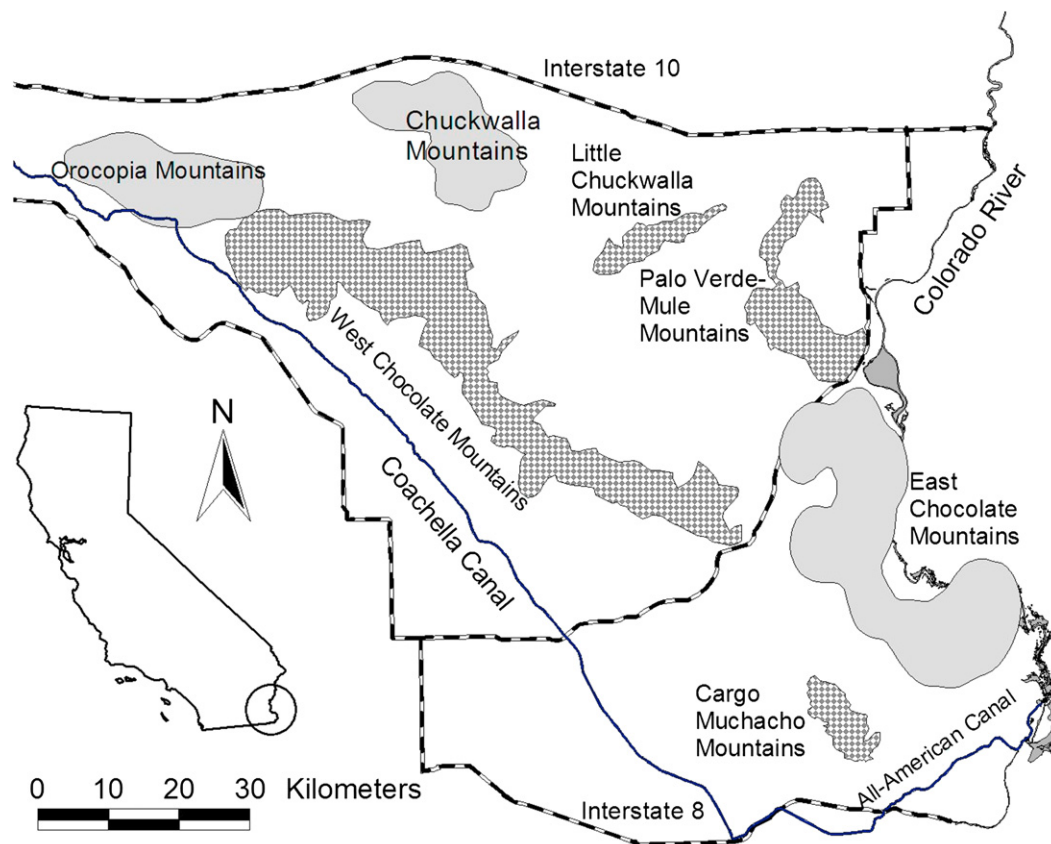 Interstate 10
Chuckwalla
Mountains
Orocopia Mountains
Little
Chuckwalla
Mountains
Colorado River
Palo Verde-
Mule
Mountains
West Chocolate Mountains
N
Coachella Canal
East
Chocolate
Mountains
Cargo
Muchacho
Mountains
All-American Canal
0 10 20 30 Kilometers
Interstate 8